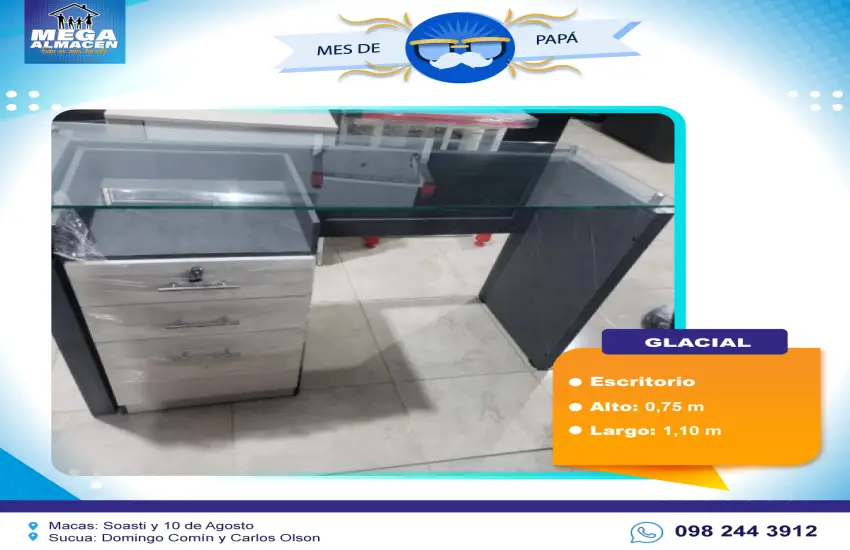 MEGA
ALMACEN
MES DE PAPÁ
GLACIAL
Escritorio
Alto: 0,75 m
Largo: 1,10 m
Macas: Soasti y 10 de Agosto
Sucua: Domingo Comín y Carlos Olson
098 244 3912